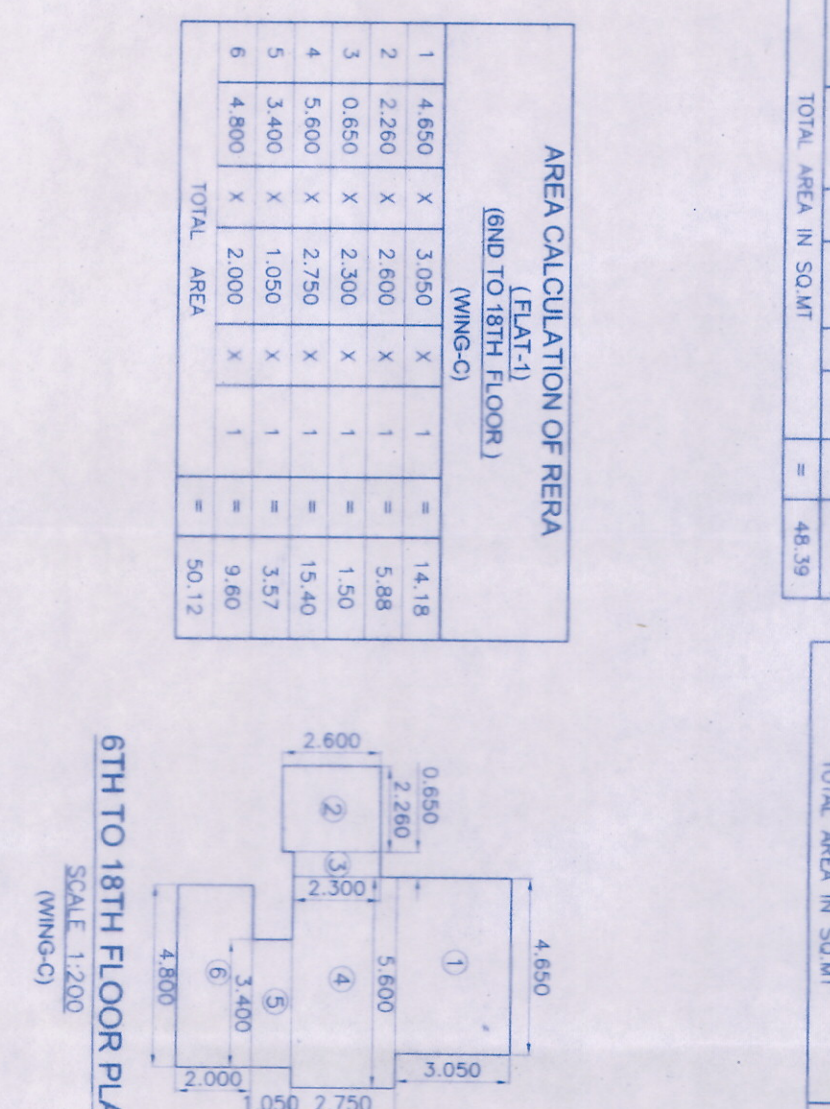 TOTAL AREA IN SQ.MT = 48.39
AREA CALCULATION OF RERA
( FLAT-1)
(6ND TO 18TH FLOOR )
(WING-C)
1 4.650 X 3.050 X 1 = 14.18
2 2.260 X 2.600 X 1 = 5.88
3 0.650 X 2.300 X 1 = 1.50
4 5.600 X 2.750 X 1 = 15.40
5 3.400 X 1.050 X 1 = 3.57
6 4.800 X 2.000 X 1 = 9.60
TOTAL AREA = 50.12
TOTAL AREA IN SQ.MT
4.650
1
3.050
0.650
2.260
2.600
2
3
2.300
5.600
4
2.750
5
1.050
3.400
6
2.000
4.800
6TH TO 18TH FLOOR PLA
SCALE 1:200
(WING-C)